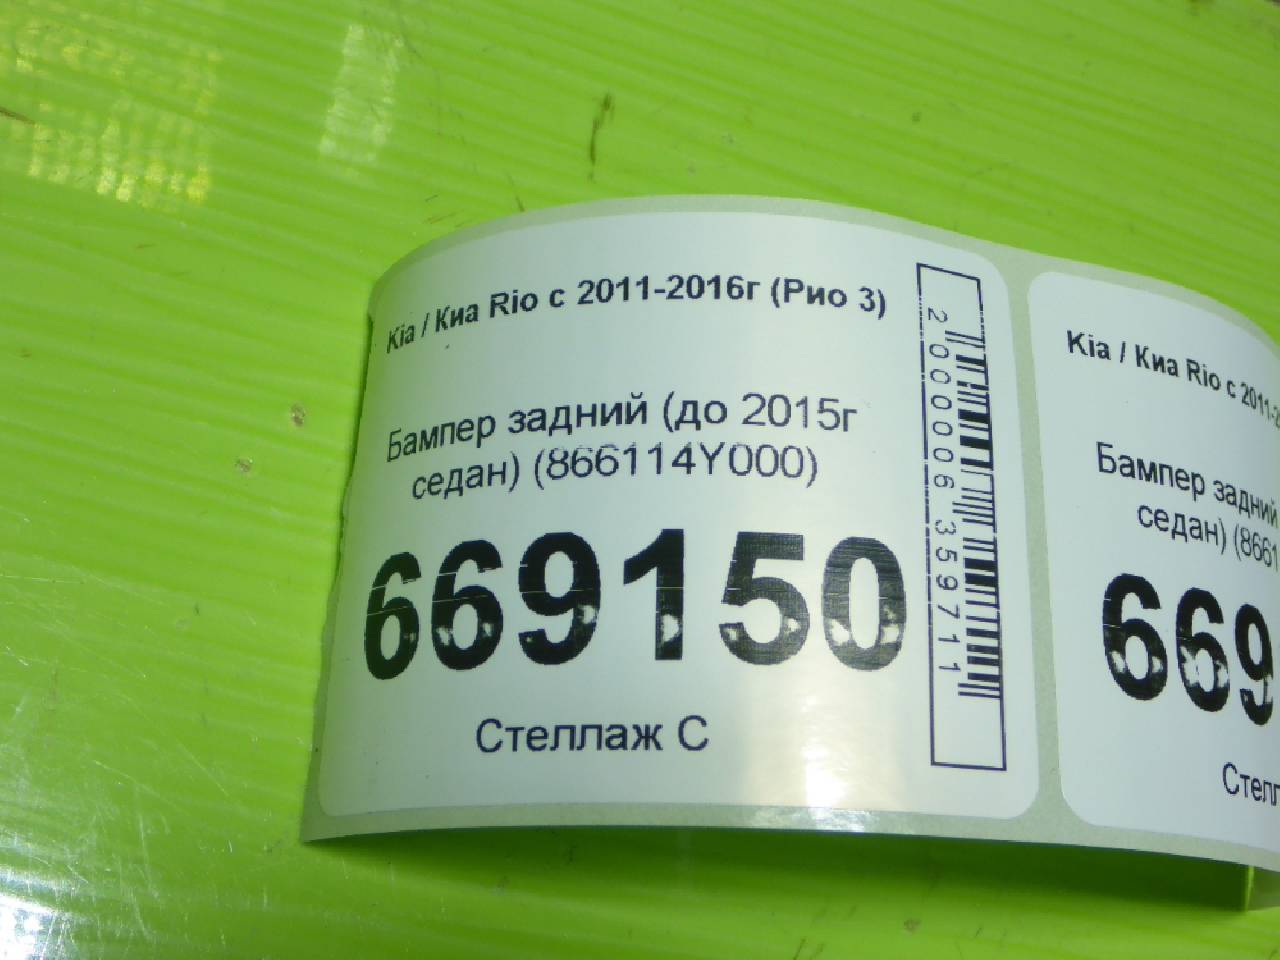 Kia / Киа Rio с 2011-2016г (Рио 3)
Бампер задний (до 2015г
седан) (866114Y000)
669150
Стеллаж С
2000006359711
Kia / Киа Rio с 2011-2
Бампер задний
седан) (8661
669
Стелл